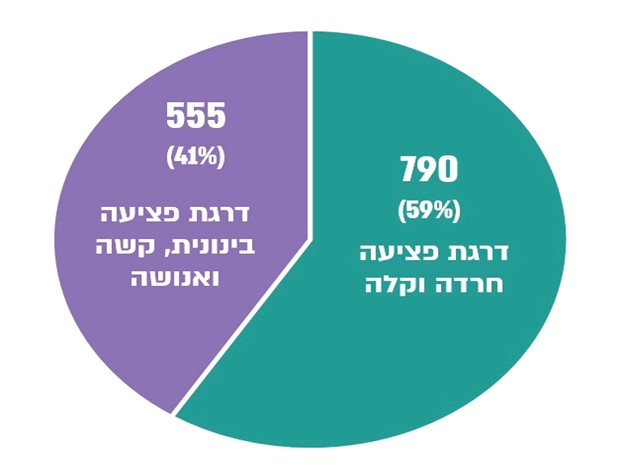 555
(41%)
דרגת פציעה
בינונית, קשה
ואנושה
790
(59%)
דרגת פציעה
חרדה וקלה